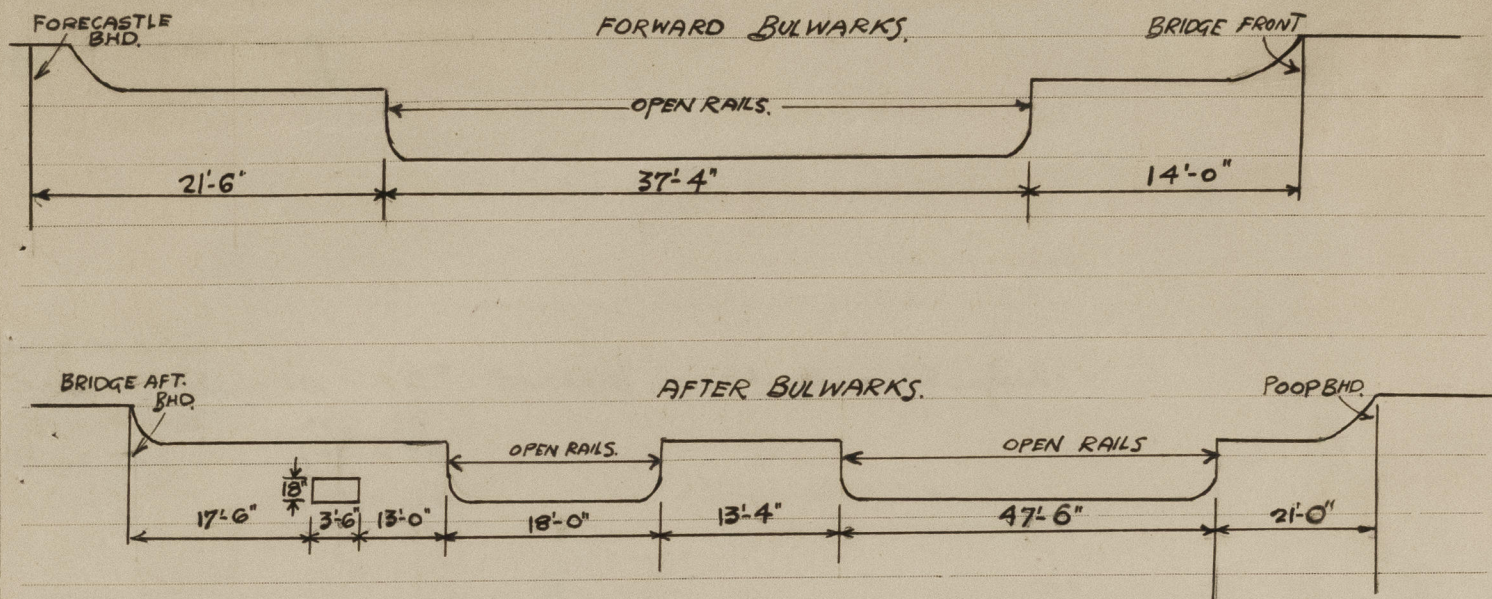 FORECASTLE
BHD.
FORWARD BULWARKS.
BRIDGE FRONT
OPEN RAILS.
21'-6"
37'-4"
14'-0"
BRIDGE AFT.
BHD.
AFTER BULWARKS.
POOP BHD.
OPEN RAILS.
OPEN RAILS
18"
17'-6"
3'-6"
13'-0"
18'-0"
13'-4"
47'-6"
21'-0"